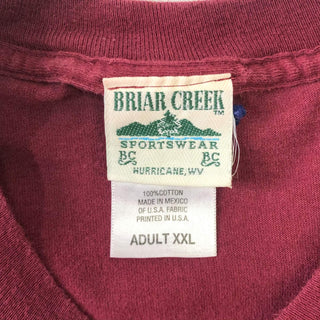 BRIAR CREEK
TM
SPORTSWEAR
BC BC
HURRICANE, WV
100% COTTON
MADE IN MEXICO
OF U.S.A. FABRIC
PRINTED IN U.S.A.
ADULT XXL